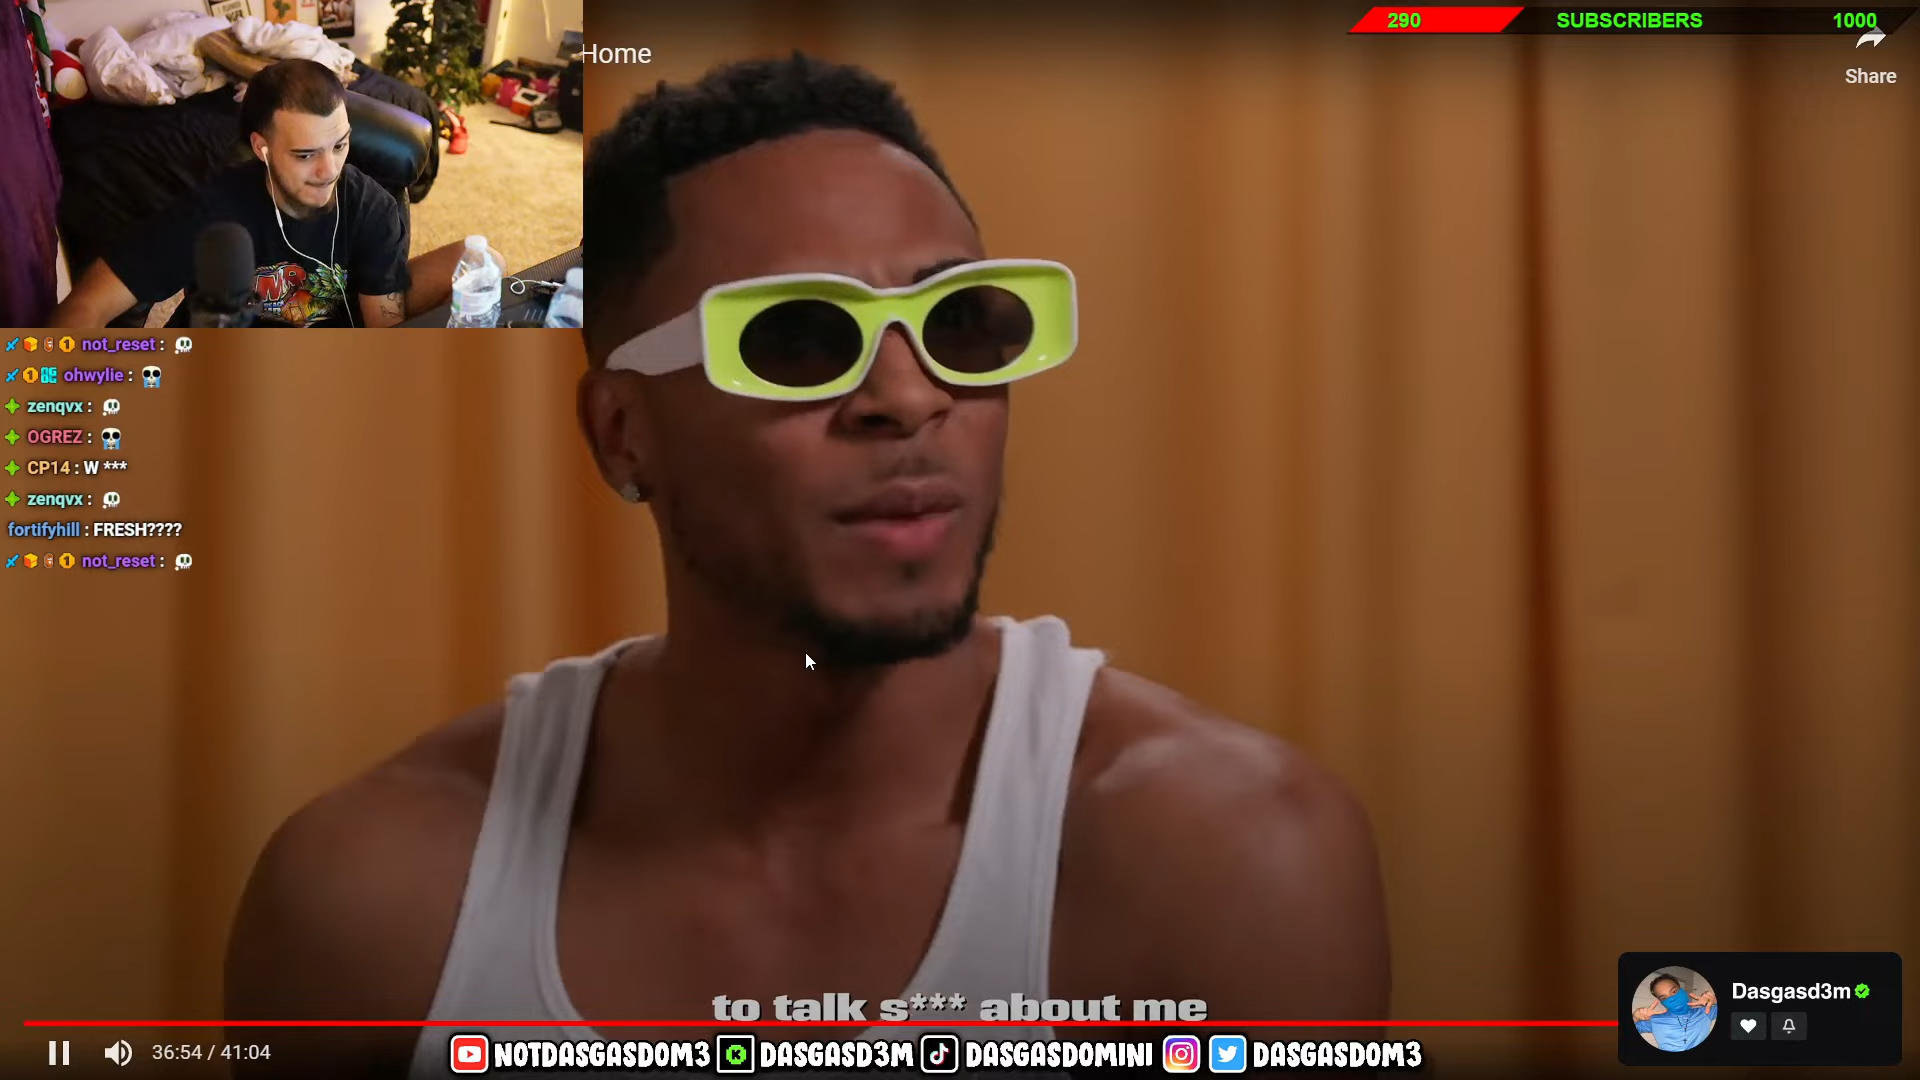 290 SUBSCRIBERS 1000
Home
Share
not_reset :
ohwylie :
zenqvx :
OGREZ :
CP14 : W ***
zenqvx :
fortifyhill : FRESH????
not_reset :
to talk s*** about me
Dasgasd3m
36:54 / 41:04
NOTDASGASDOM3 DASGASD3M DASGASDOMINI DASGASDOM3